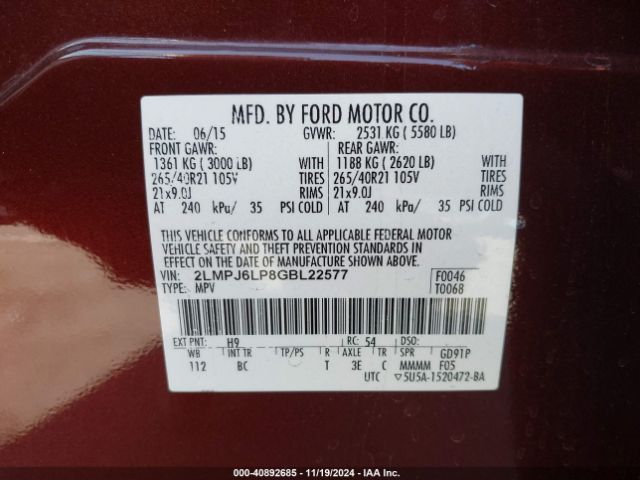 MFD. BY FORD MOTOR CO.
DATE: 06/15 GVWR: 2531 KG ( 5580 LB)
FRONT GAWR: REAR GAWR:
1361 KG ( 3000 LB) WITH 1188 KG ( 2620 LB) WITH
265/40R21 105V TIRES 265/40R21 105V TIRES
21x9.0J RIMS 21x9.0J RIMS
AT 240 kPa/ 35 PSI COLD AT 240 kPa/ 35 PSI COLD
THIS VEHICLE CONFORMS TO ALL APPLICABLE FEDERAL MOTOR
VEHICLE SAFETY AND THEFT PREVENTION STANDARDS IN EFFECT ON
THE DATE OF MANUFACTURE SHOWN ABOVE.
VIN: 2LMPJ6LP8GBL22577 F0046
TYPE: MPV T0068
EXT PNT: H9 RC: 54 DSO:
WB INT TR TP/PS R AXLE TR SPR GD91P
112 BC T 3E C MMMM F05
UTC ▽5U5A-1520472-BA
000-40892685 - 11/19/2024 - IAA Inc.